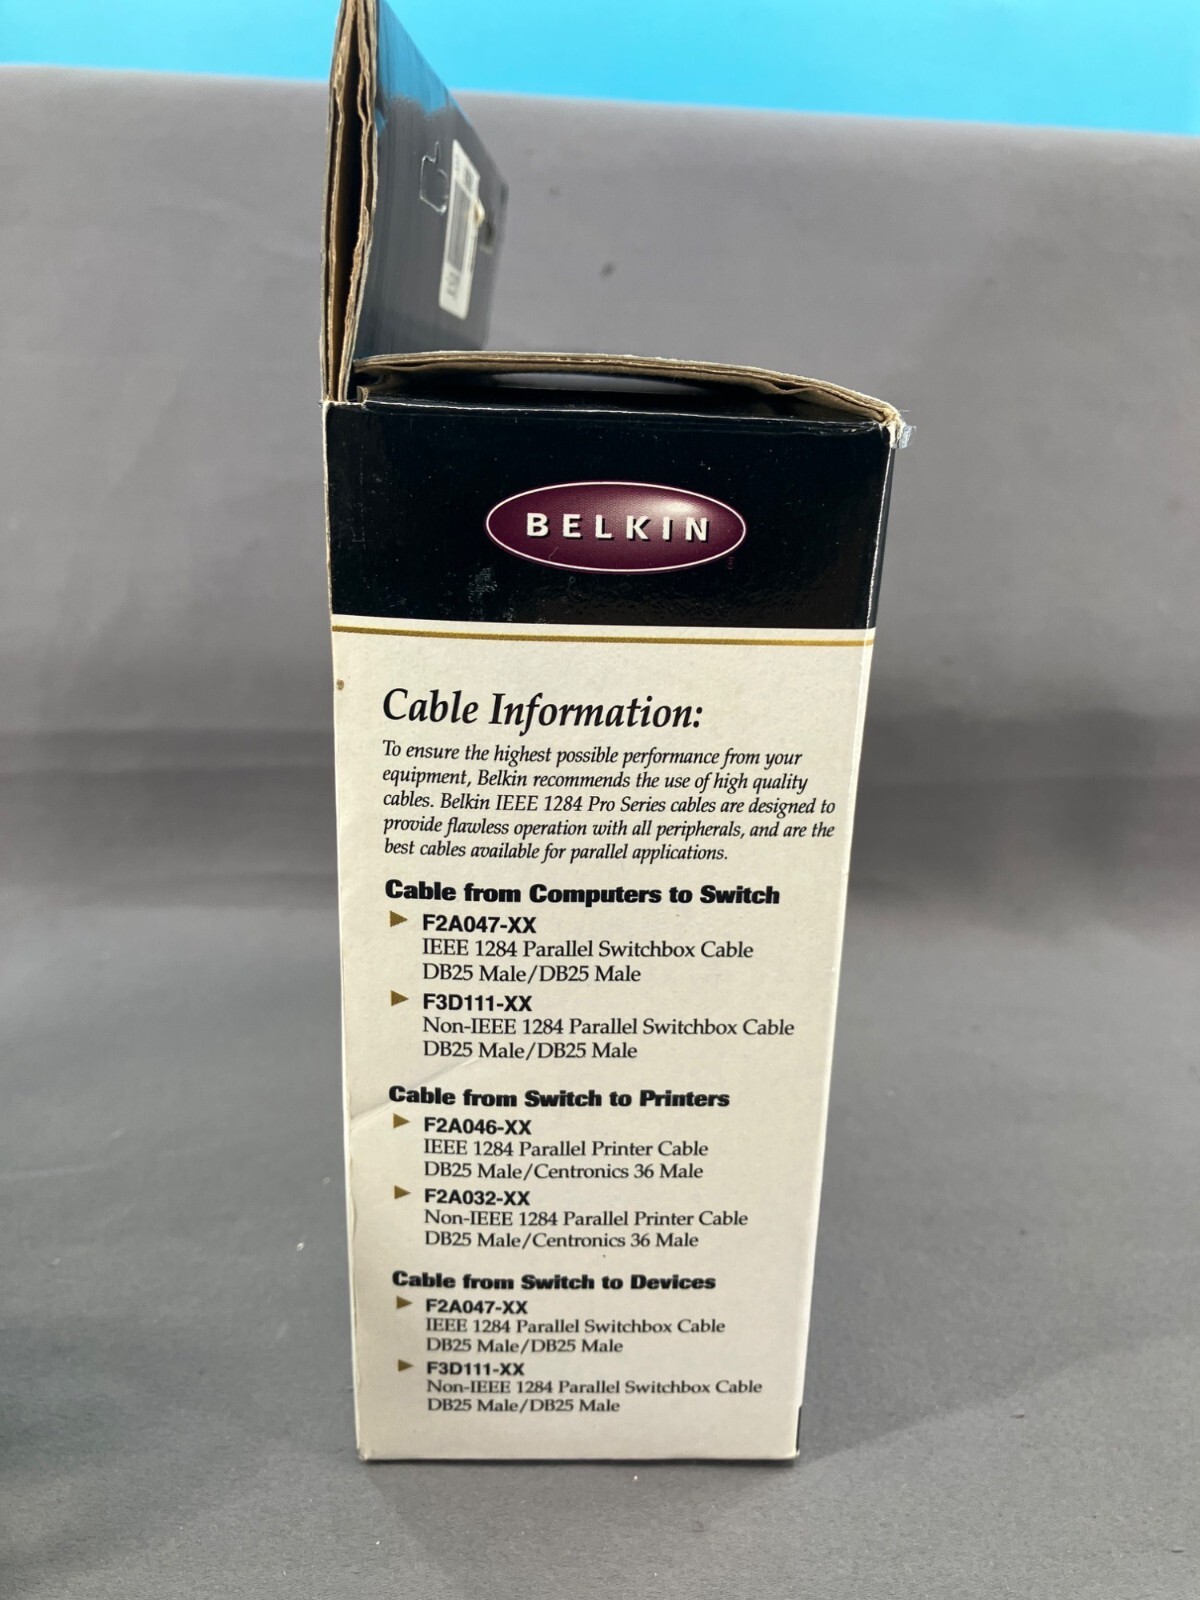 BELKIN
Cable Information:
To ensure the highest possible performance from your
equipment, Belkin recommends the use of high quality
cables. Belkin IEEE 1284 Pro Series cables are designed to
provide flawless operation with all peripherals, and are the
best cables available for parallel applications.
Cable from Computers to Switch
F2A047-XX
IEEE 1284 Parallel Switchbox Cable
DB25 Male/DB25 Male
F3D111-XX
Non-IEEE 1284 Parallel Switchbox Cable
DB25 Male/DB25 Male
Cable from Switch to Printers
F2A046-XX
IEEE 1284 Parallel Printer Cable
DB25 Male/Centronics 36 Male
F2A032-XX
Non-IEEE 1284 Parallel Printer Cable
DB25 Male/Centronics 36 Male
Cable from Switch to Devices
F2A047-XX
IEEE 1284 Parallel Switchbox Cable
DB25 Male/DB25 Male
F3D111-XX
Non-IEEE 1284 Parallel Switchbox Cable
DB25 Male/DB25 Male